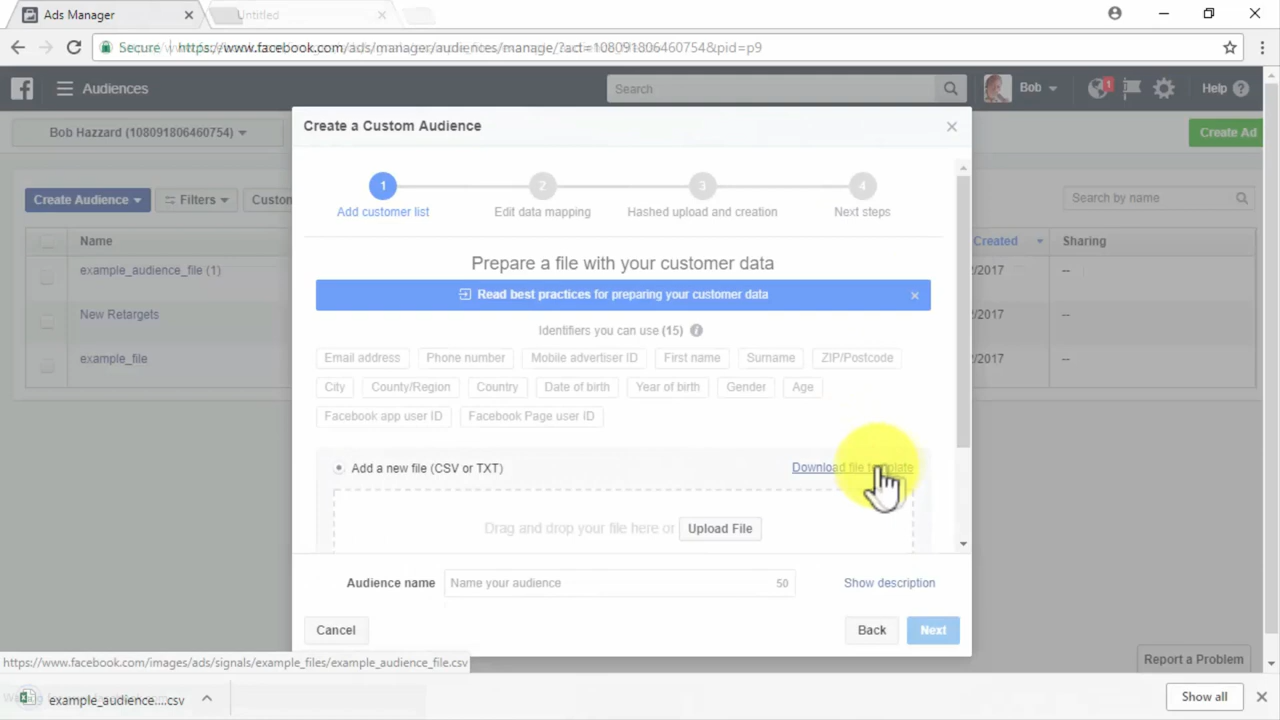 Ads Manager
Untitled
Secure
https://www.facebook.com/ads/manager/audiences/manage/?act=108091806460754&pid=p9
Audiences
Search
Bob
1
Help
Bob Hazzard (108091806460754)
Create Ad
Create a Custom Audience
1
2
3
4
Add customer list
Edit data mapping
Hashed upload and creation
Next steps
Create Audience
Filters
Custom
Search by name
Name
Created
Sharing
example_audience_file (1)
/2017
--
New Retargets
/2017
--
example_file
/2017
--
Prepare a file with your customer data
Read best practices for preparing your customer data
Identifiers you can use (15)
Email address
Phone number
Mobile advertiser ID
First name
Surname
ZIP/Postcode
City
County/Region
Country
Date of birth
Year of birth
Gender
Age
Facebook app user ID
Facebook Page user ID
Add a new file (CSV or TXT)
Download file template
Drag and drop your file here or
Upload File
Audience name
Name your audience
50
Show description
Cancel
Back
Next
Report a Problem
https://www.facebook.com/images/ads/signals/example_files/example_audience_file.csv
example_audience....csv
Show all